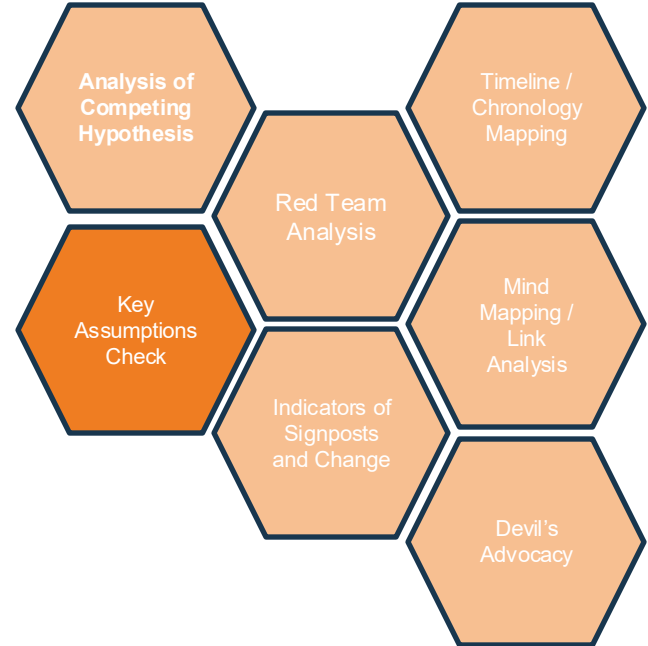 Analysis of
Competing
Hypothesis
Timeline /
Chronology
Mapping
Red Team
Analysis
Key
Assumptions
Check
Mind
Mapping /
Link
Analysis
Indicators of
Signposts
and Change
Devil’s
Advocacy